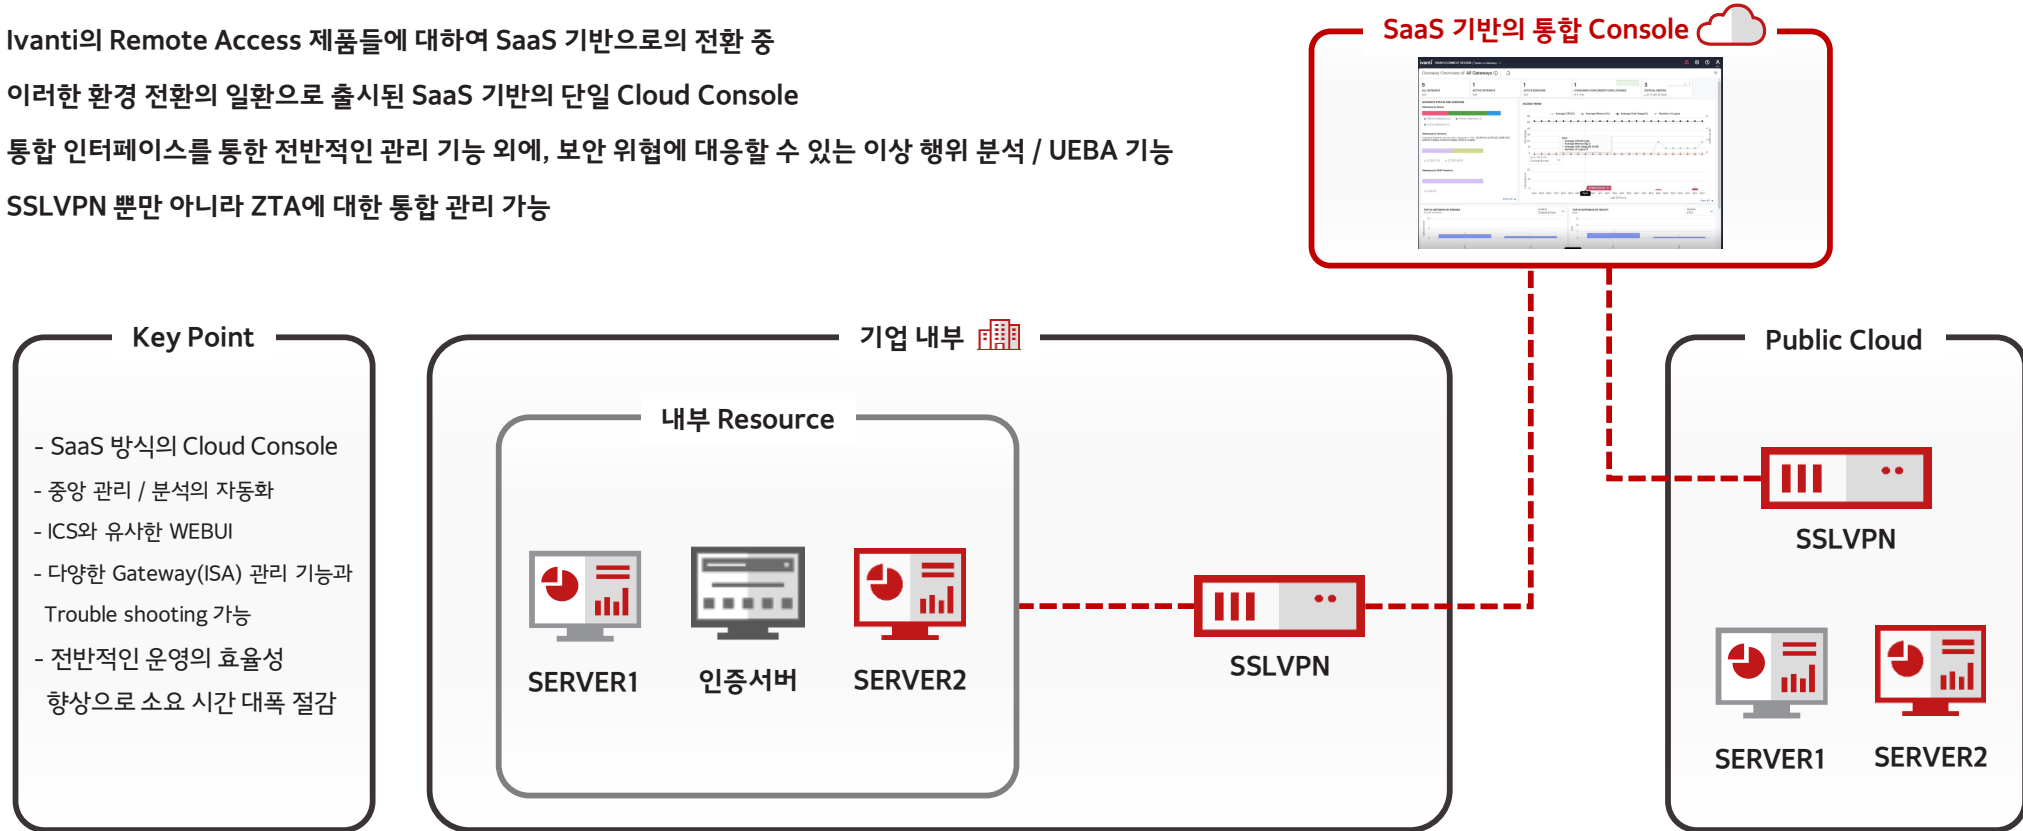 Ivanti의 Remote Access 제품들에 대하여 SaaS 기반으로의 전환 중
이러한 환경 전환의 일환으로 출시된 SaaS 기반의 단일 Cloud Console
통합 인터페이스를 통한 전반적인 관리 기능 외에, 보안 위협에 대응할 수 있는 이상 행위 분석 / UEBA 기능
SSLVPN 뿐만 아니라 ZTA에 대한 통합 관리 가능
SaaS 기반의 통합 Console
ivanti
Gateway Overview of All Gateways
Key Point
- SaaS 방식의 Cloud Console
- 중앙 관리 / 분석의 자동화
- ICS와 유사한 WEBUI
- 다양한 Gateway(ISA) 관리 기능과
Trouble shooting 가능
- 전반적인 운영의 효율성
향상으로 소요 시간 대폭 절감
기업 내부
내부 Resource
SERVER1
인증서버
SERVER2
SSLVPN
Public Cloud
SSLVPN
SERVER1
SERVER2